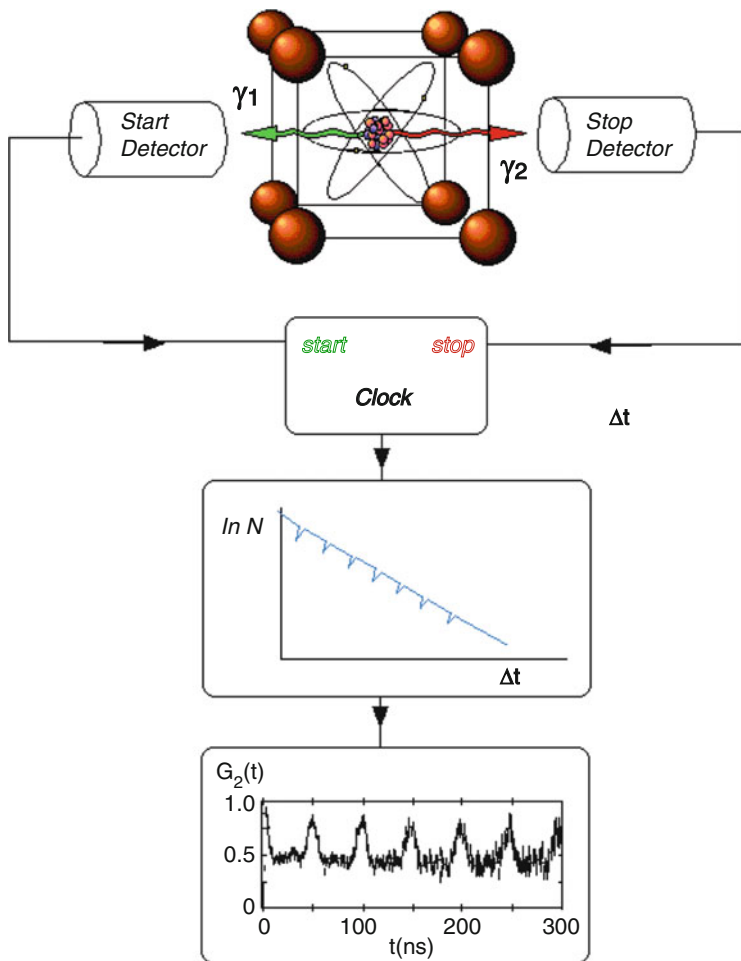 γ1
Start
Detector
Stop
Detector
γ2
start stop
Clock
Δt
ln N
Δt
G₂(t)
1.0
0.5
0
0 100 200 300
t(ns)